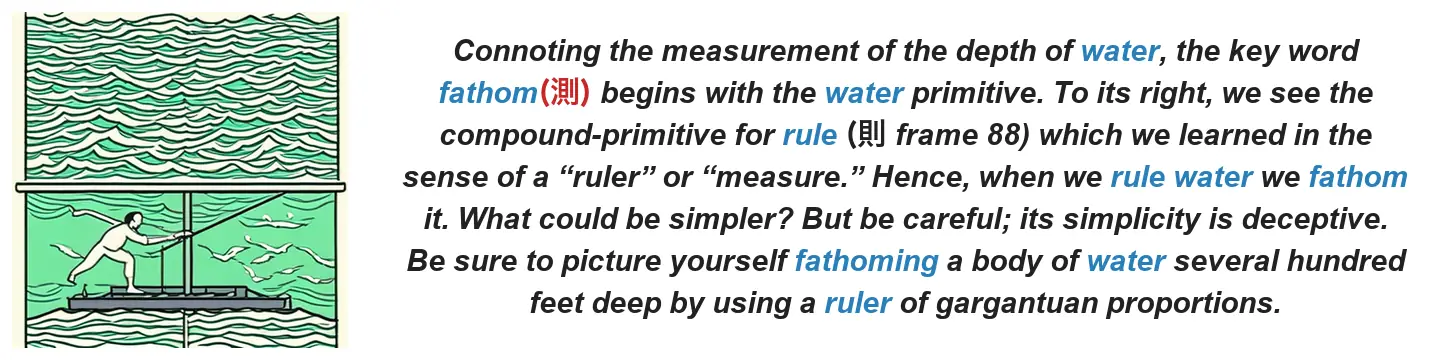 Connoting the measurement of the depth of water, the key word
fathom(測) begins with the water primitive. To its right, we see the
compound-primitive for rule (則 frame 88) which we learned in the
sense of a “ruler” or “measure.” Hence, when we rule water we fathom
it. What could be simpler? But be careful; its simplicity is deceptive.
Be sure to picture yourself fathoming a body of water several hundred
feet deep by using a ruler of gargantuan proportions.